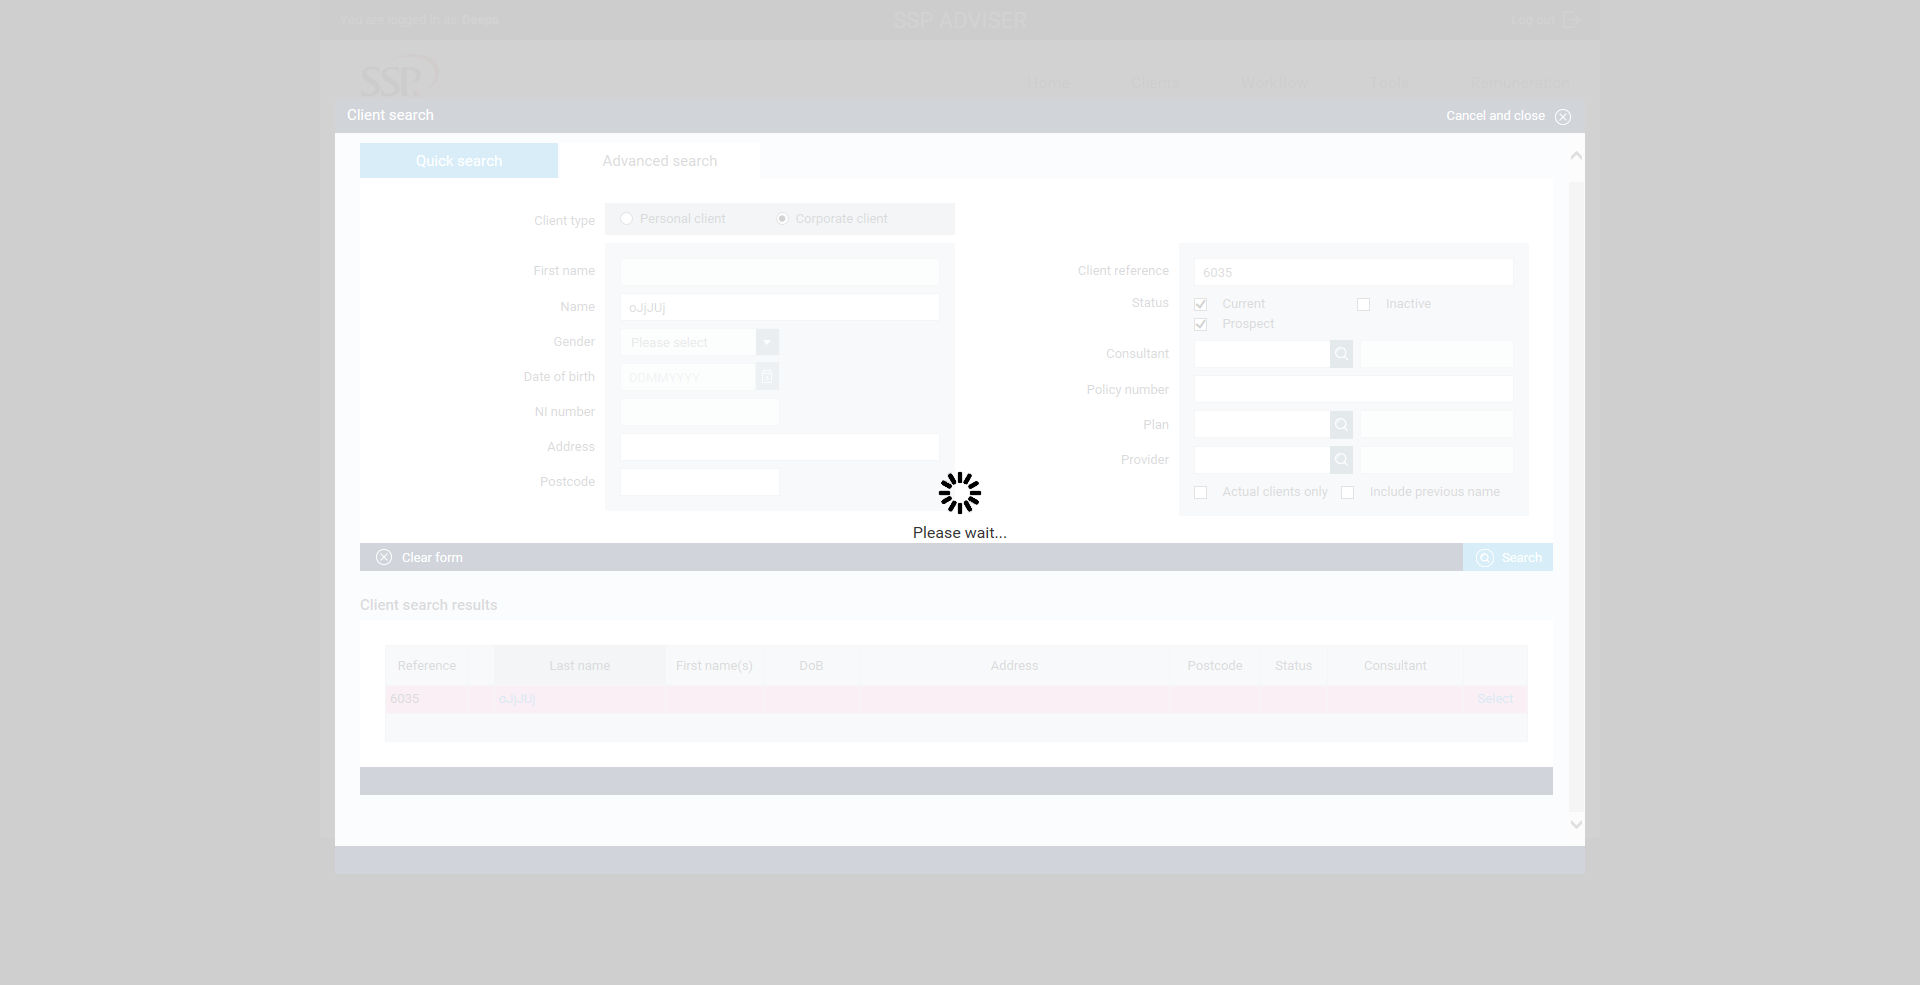 You are logged in as: Deepa
SSP ADVISER
Log out
SSP
Home
Clients
Workflow
Tools
Remuneration
Client search
Cancel and close
Quick search
Advanced search
Client type
Personal client
Corporate client
First name
Client reference
6035
Name
oJjJUj
Status
Current
Inactive
Prospect
Gender
Please select
Consultant
Date of birth
DDMMYYYY
Policy number
NI number
Plan
Address
Provider
Postcode
Actual clients only
Include previous name
Please wait...
Clear form
Search
Client search results
Reference
Last name
First name(s)
DoB
Address
Postcode
Status
Consultant
6035
oJjJUj
Select